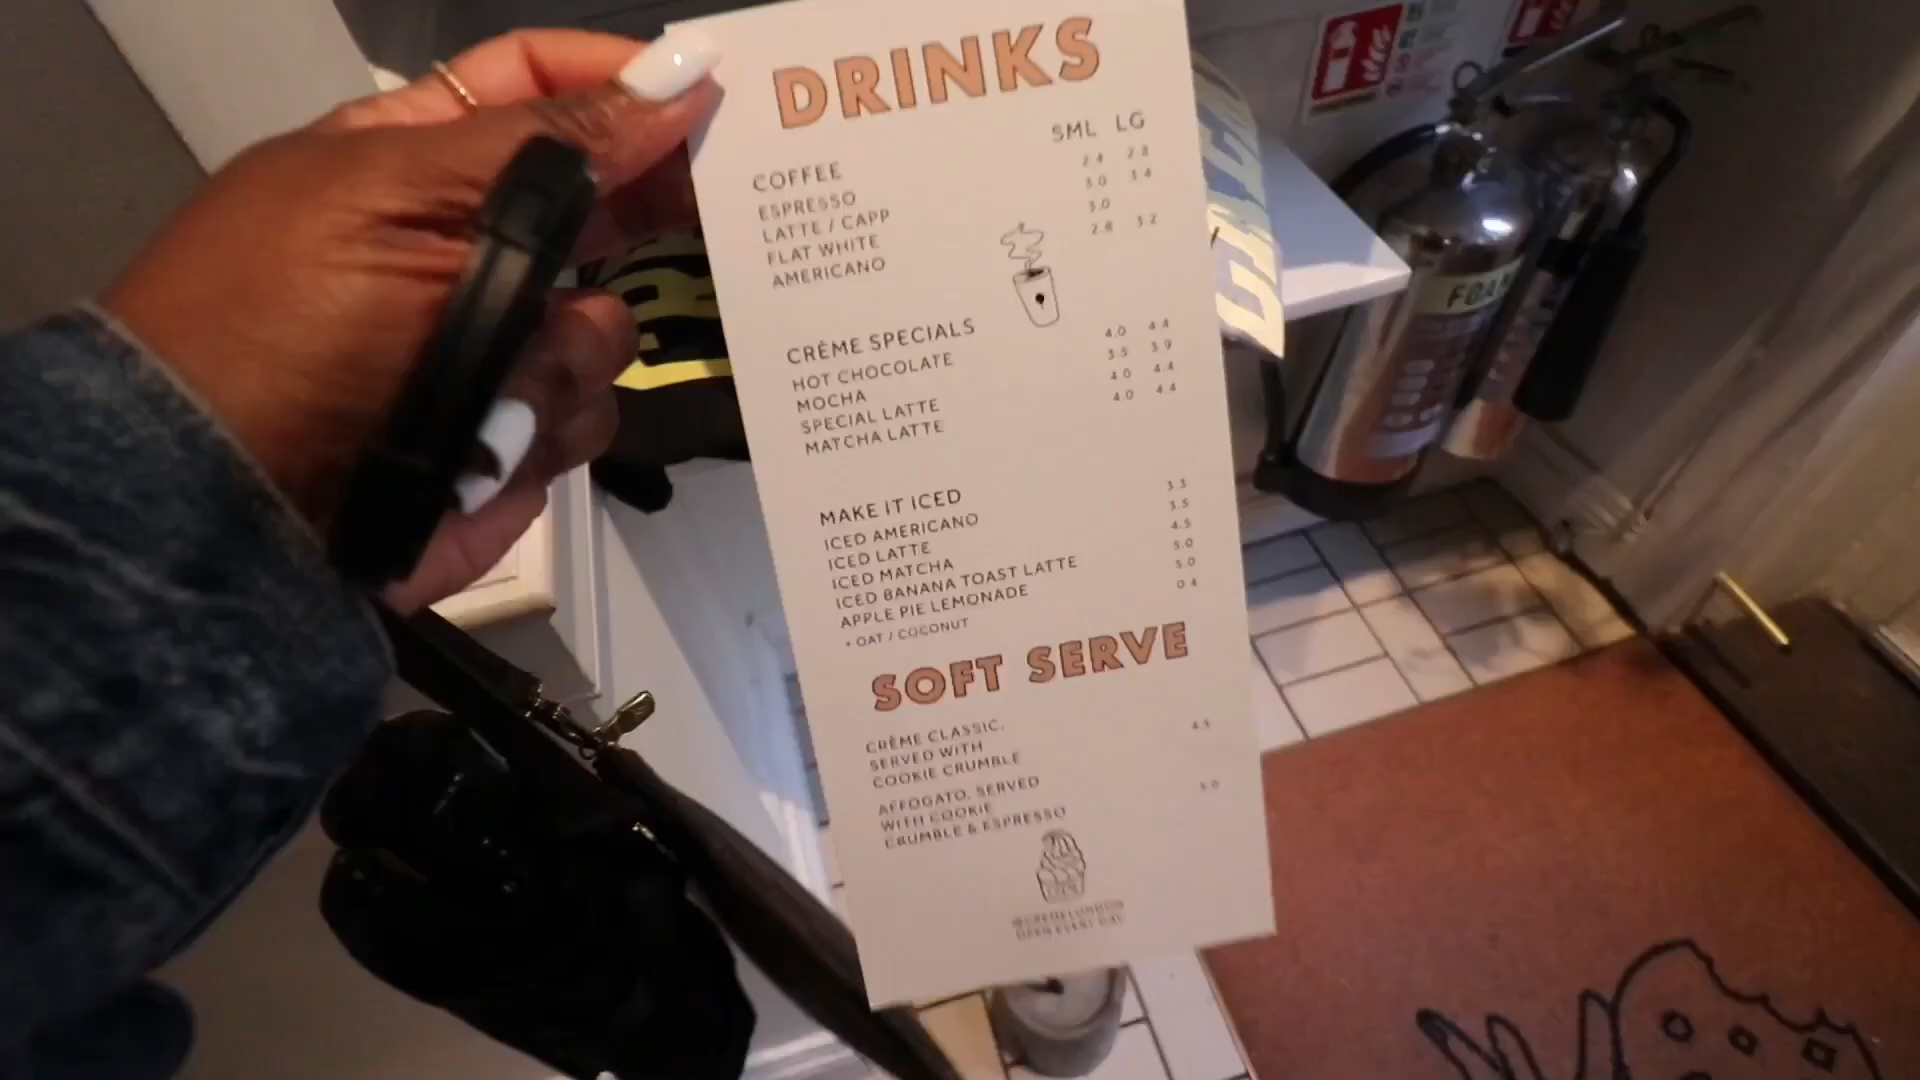 DRINKS
SML LG
COFFEE
ESPRESSO 2.4 2.8
LATTE / CAPP 3.0 3.4
FLAT WHITE 3.0
AMERICANO 2.8 3.2
CRÈME SPECIALS
HOT CHOCOLATE 4.0 4.4
MOCHA 3.5 3.9
SPECIAL LATTE 4.0 4.4
MATCHA LATTE 4.0 4.4
MAKE IT ICED
ICED AMERICANO 3.3
ICED LATTE 3.5
ICED MATCHA 4.5
ICED BANANA TOAST LATTE 5.0
APPLE PIE LEMONADE 5.0
+ OAT / COCONUT 0.4
SOFT SERVE
CRÈME CLASSIC, 4.5
SERVED WITH
COOKIE CRUMBLE
AFFOGATO, SERVED 5.0
WITH COOKIE
CRUMBLE & ESPRESSO
@CREMELONDON
OPEN EVERY DAY
FOAM